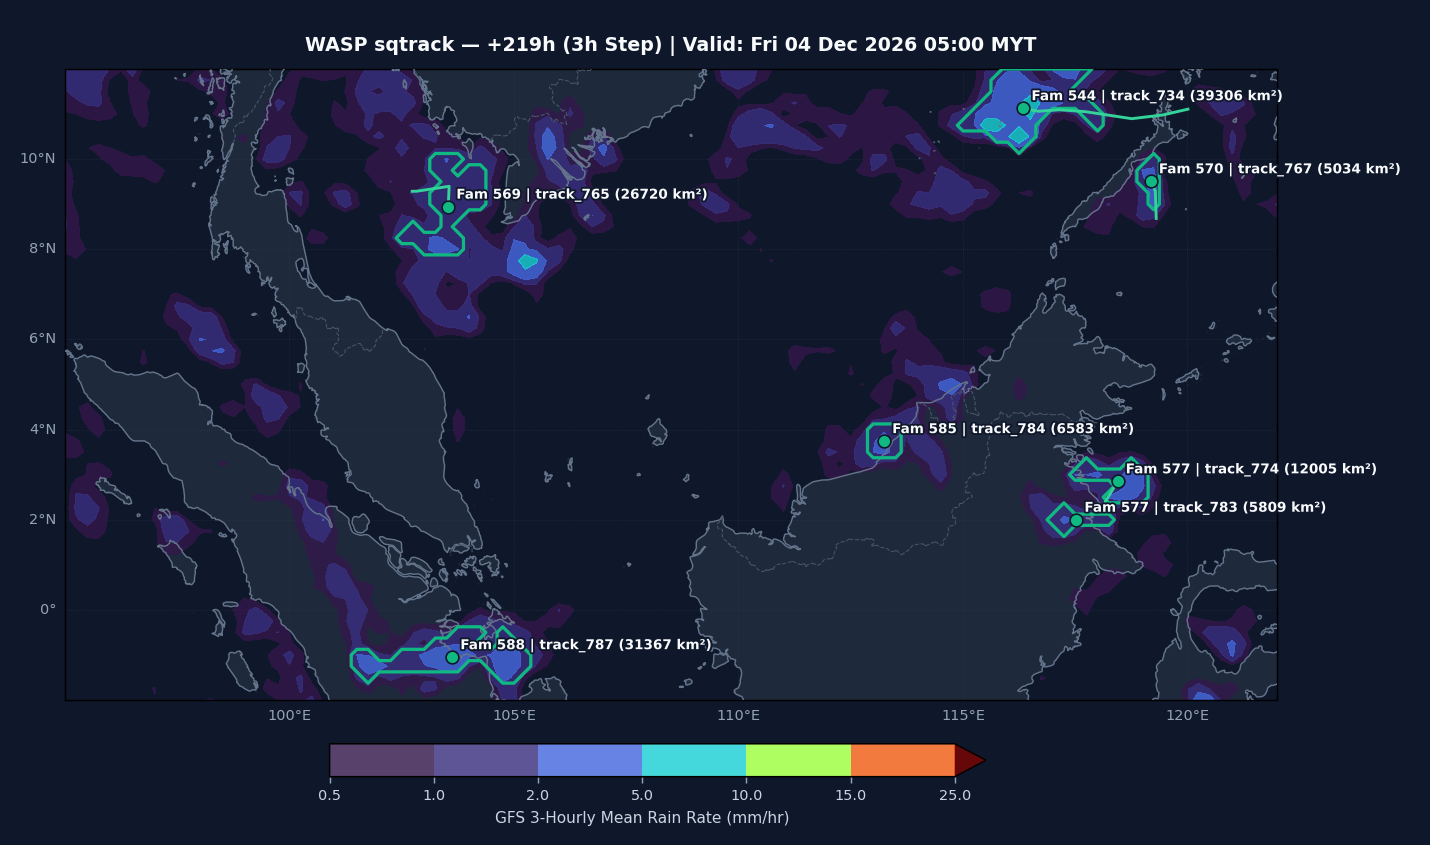 WASP sqtrack — +219h (3h Step) | Valid: Fri 04 Dec 2026 05:00 MYT
Fam 544 | track_734 (39306 km²)
10°N
Fam 570 | track_767 (5034 km²)
Fam 569 | track_765 (26720 km²)
8°N
6°N
4°N
Fam 585 | track_784 (6583 km²)
Fam 577 | track_774 (12005 km²)
2°N
Fam 577 | track_783 (5809 km²)
0°
Fam 588 | track_787 (31367 km²)
100°E 105°E 110°E 115°E 120°E
0.5 1.0 2.0 5.0 10.0 15.0 25.0
GFS 3-Hourly Mean Rain Rate (mm/hr)